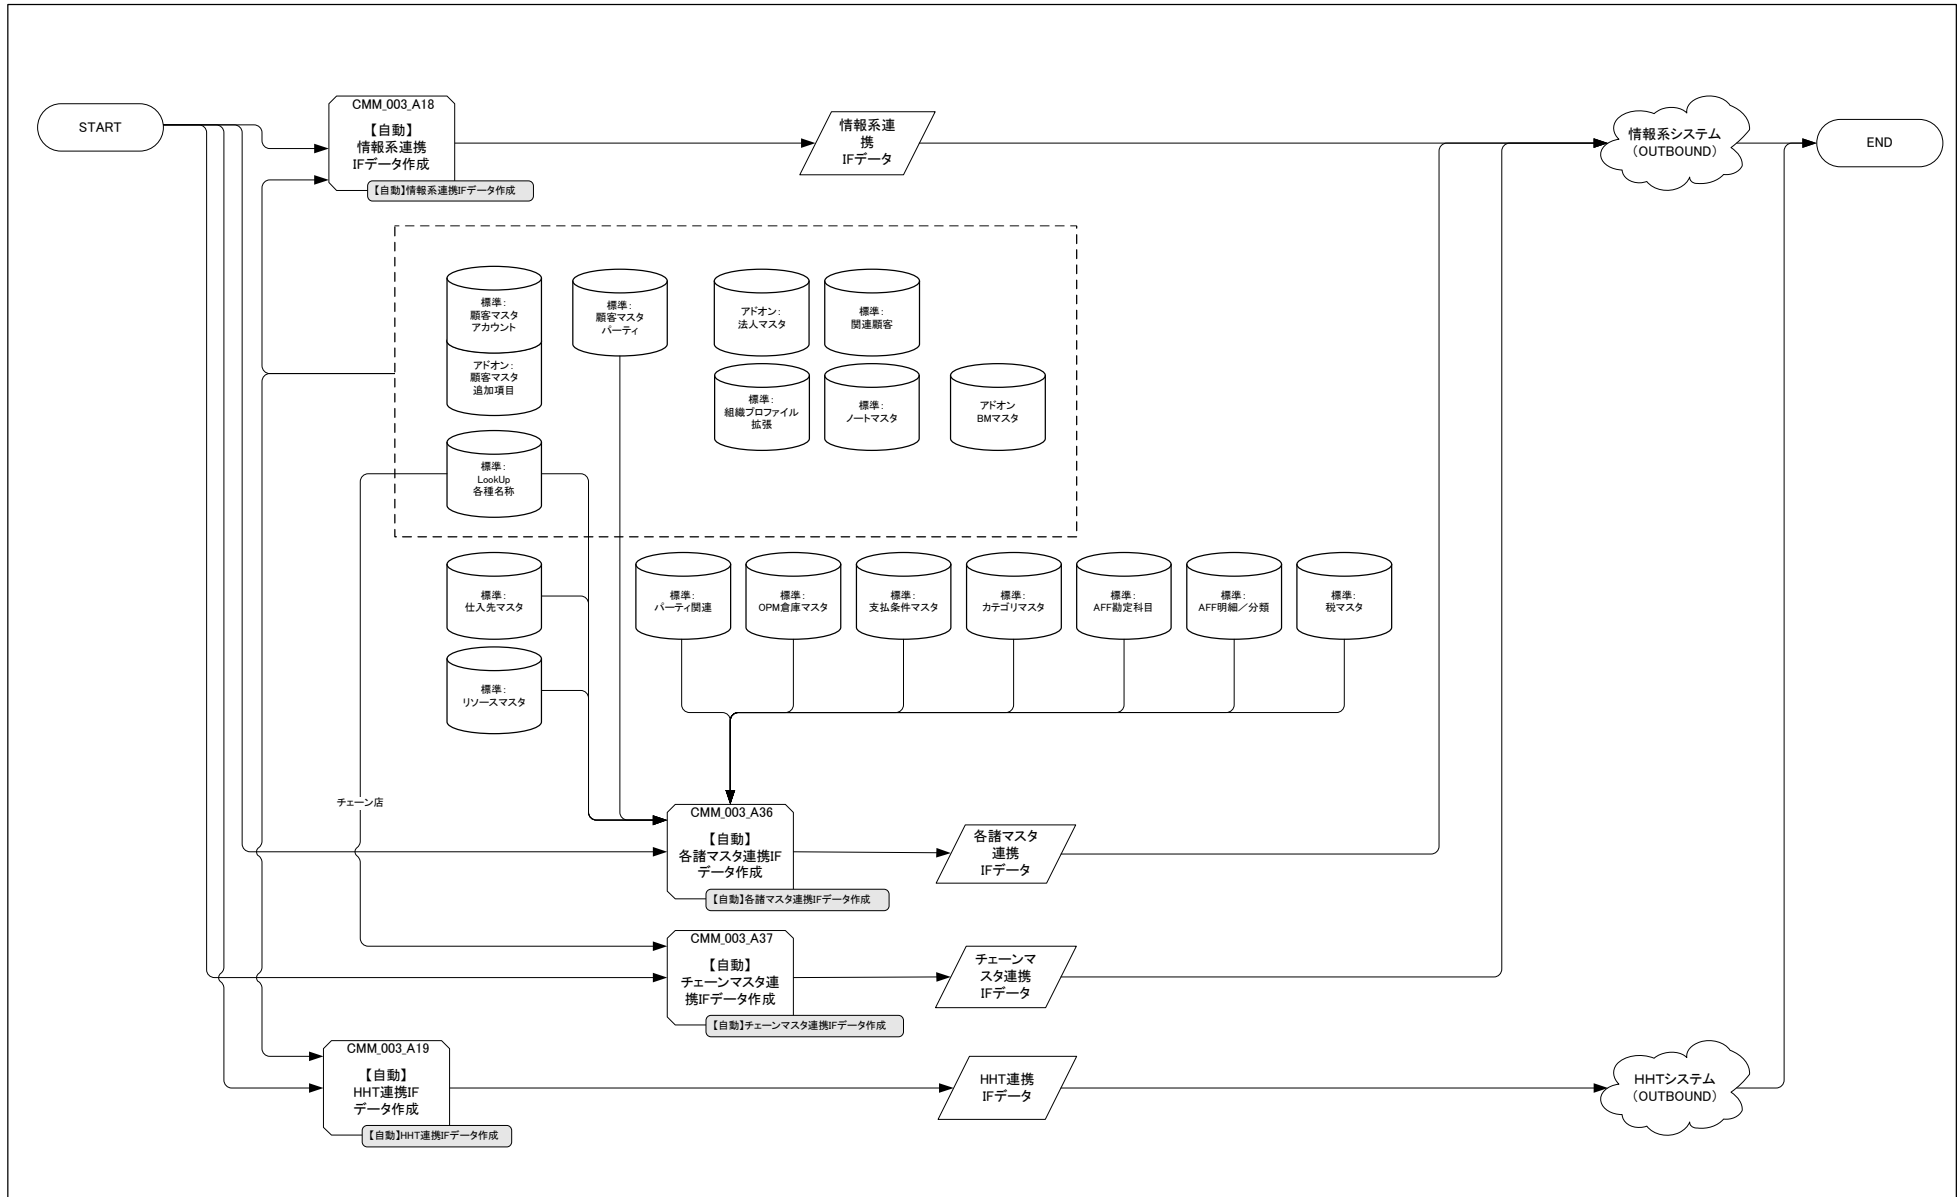 START
CMM_003_A18
【自動】
情報系連携
IFデータ作成
【自動】情報系連携IFデータ作成
情報系連
携
IFデータ
情報系システム
（OUTBOUND）
END
標準：
顧客マスタ
アカウント
標準：
顧客マスタ
パーティ
アドオン：
法人マスタ
標準：
関連顧客
アドオン：
顧客マスタ
追加項目
標準：
組織プロファイル
拡張
標準：
ノートマスタ
アドオン
BMマスタ
標準：
LookUp
各種名称
標準：
仕入先マスタ
標準：
パーティ関連
標準：
OPM倉庫マスタ
標準：
支払条件マスタ
標準：
カテゴリマスタ
標準：
AFF勘定科目
標準：
AFF明細／分類
標準：
税マスタ
標準：
リソースマスタ
チェーン店
CMM_003_A36
【自動】
各諸マスタ連携IF
データ作成
【自動】各諸マスタ連携IFデータ作成
各諸マスタ
連携
IFデータ
CMM_003_A37
【自動】
チェーンマスタ連
携IFデータ作成
【自動】チェーンマスタ連携IFデータ作成
チェーンマ
スタ連携
IFデータ
CMM_003_A19
【自動】
HHT連携IF
データ作成
【自動】HHT連携IFデータ作成
HHT連携
IFデータ
HHTシステム
（OUTBOUND）